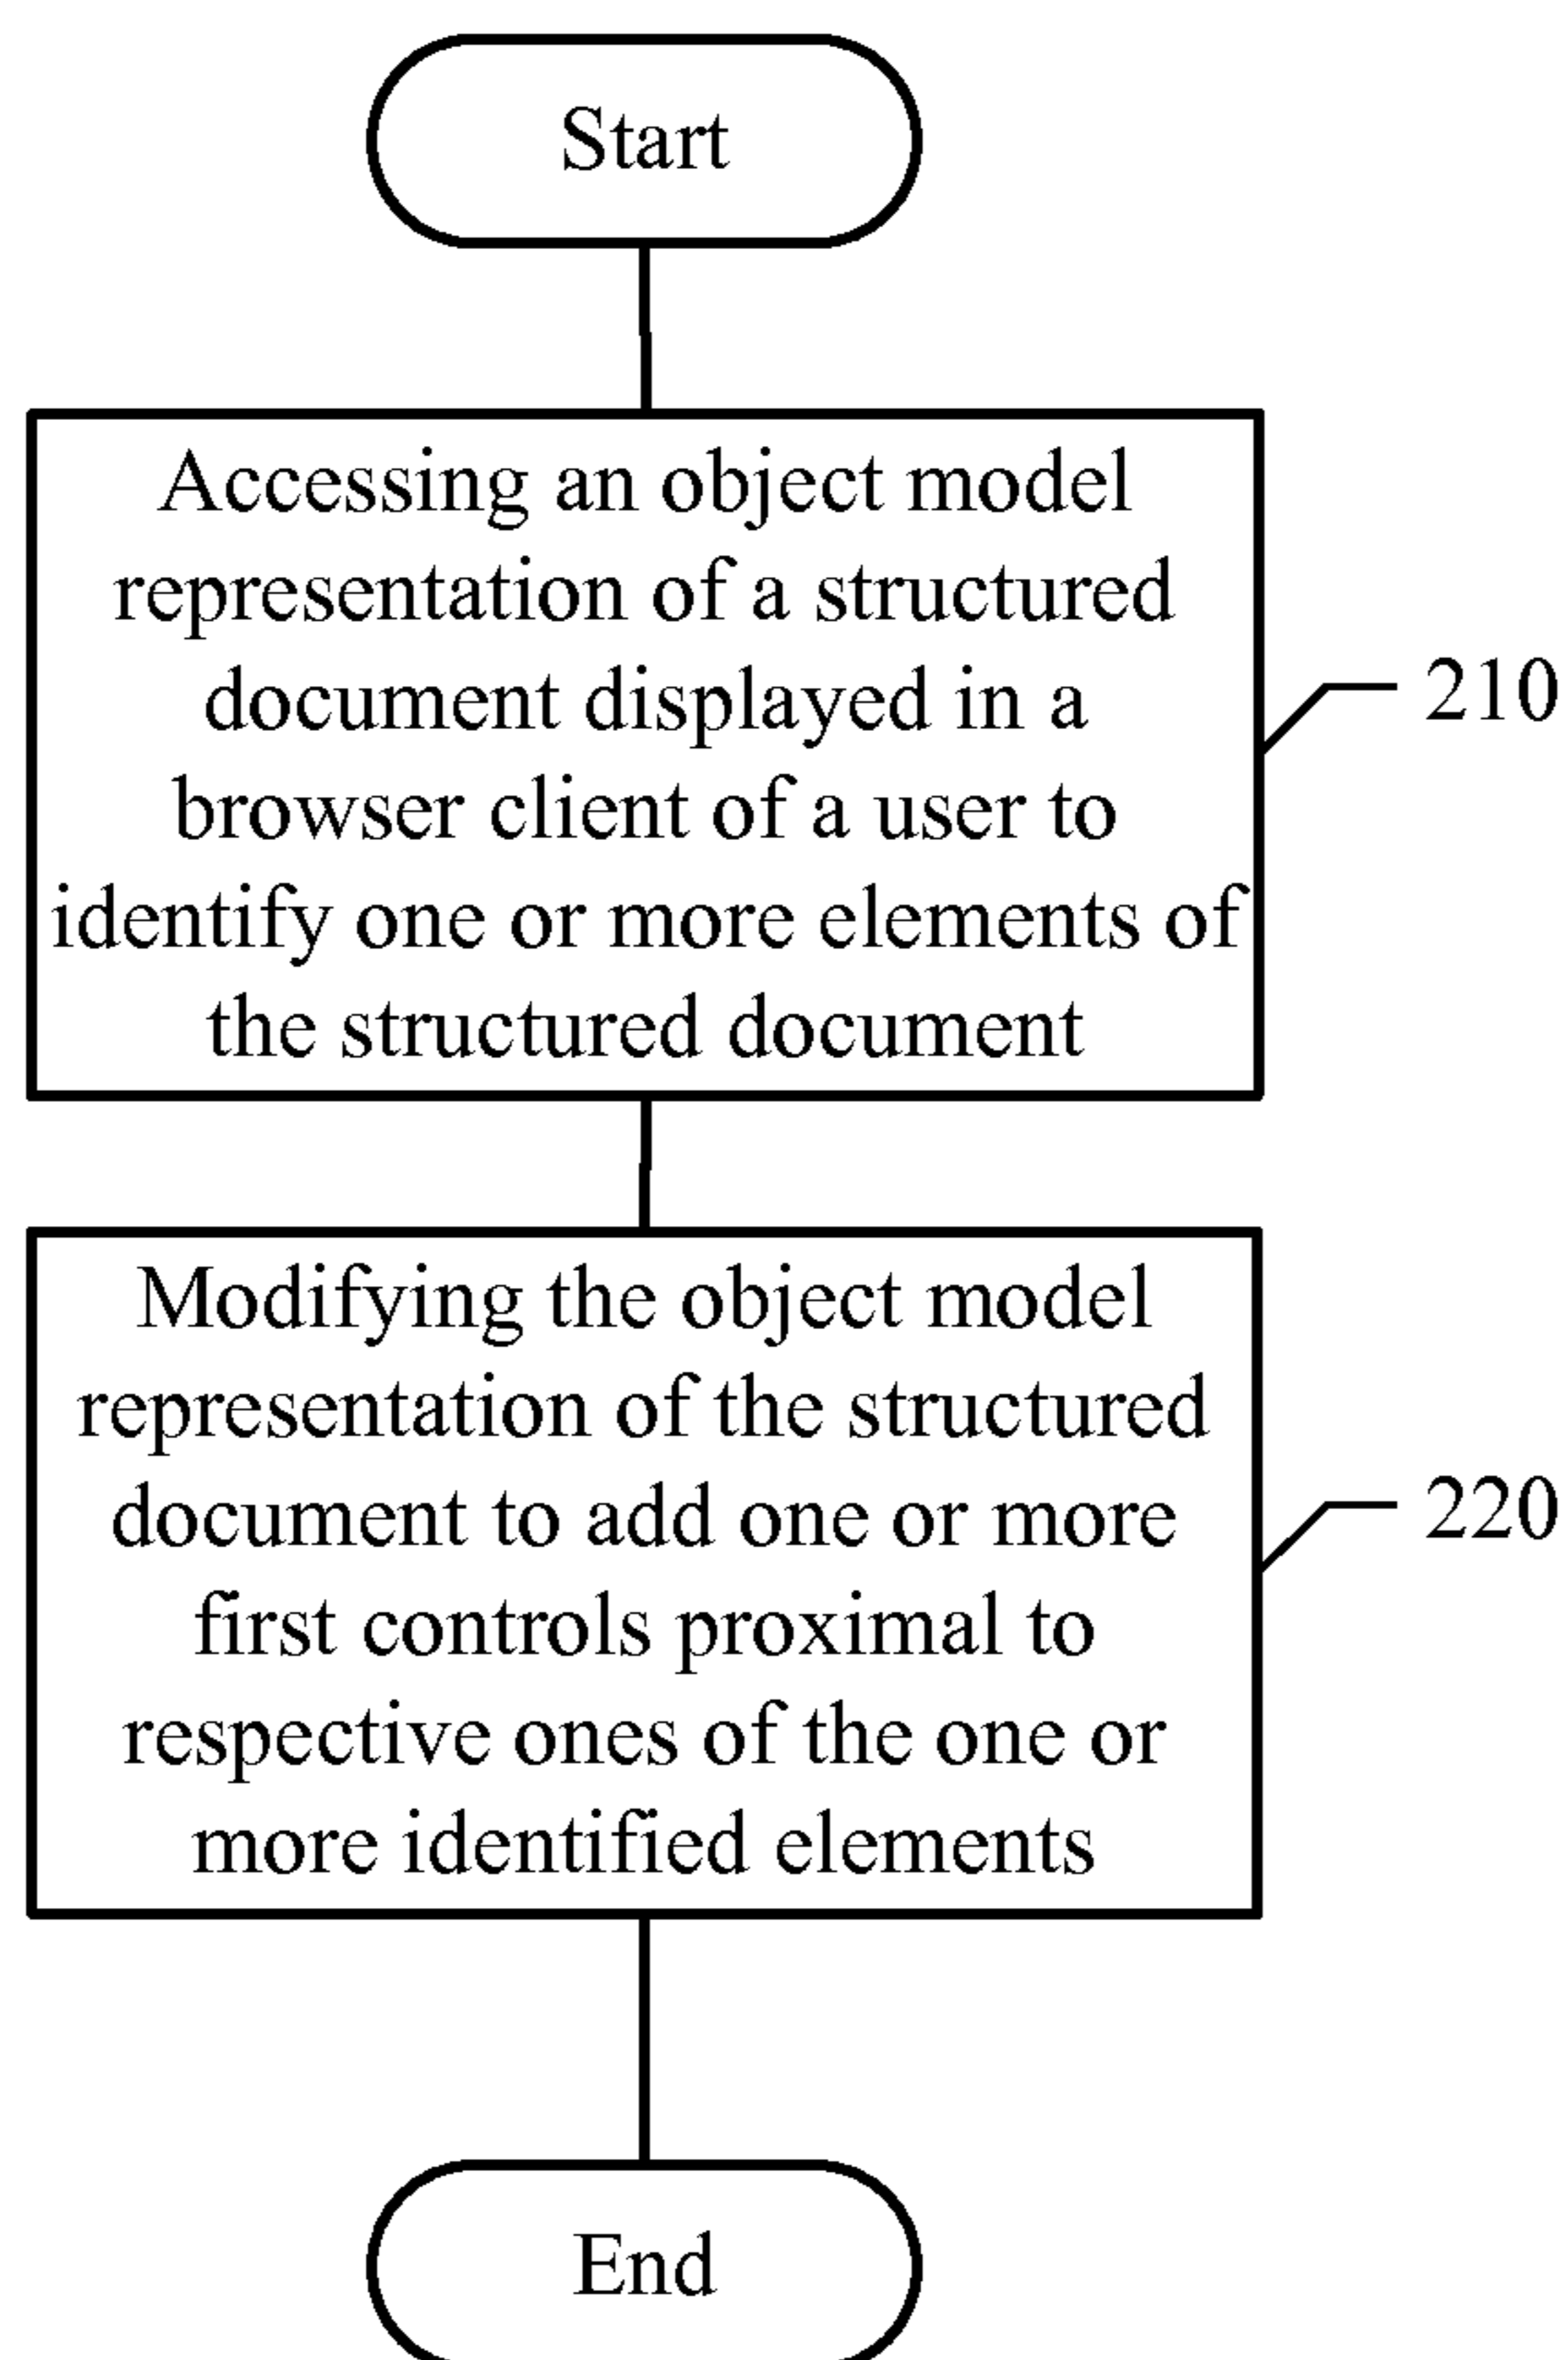 Start
Accessing an object model
representation of a structured
document displayed in a
browser client of a user to
identify one or more elements of
the structured document
210
Modifying the object model
representation of the structured
document to add one or more
first controls proximal to
respective ones of the one or
more identified elements
220
End